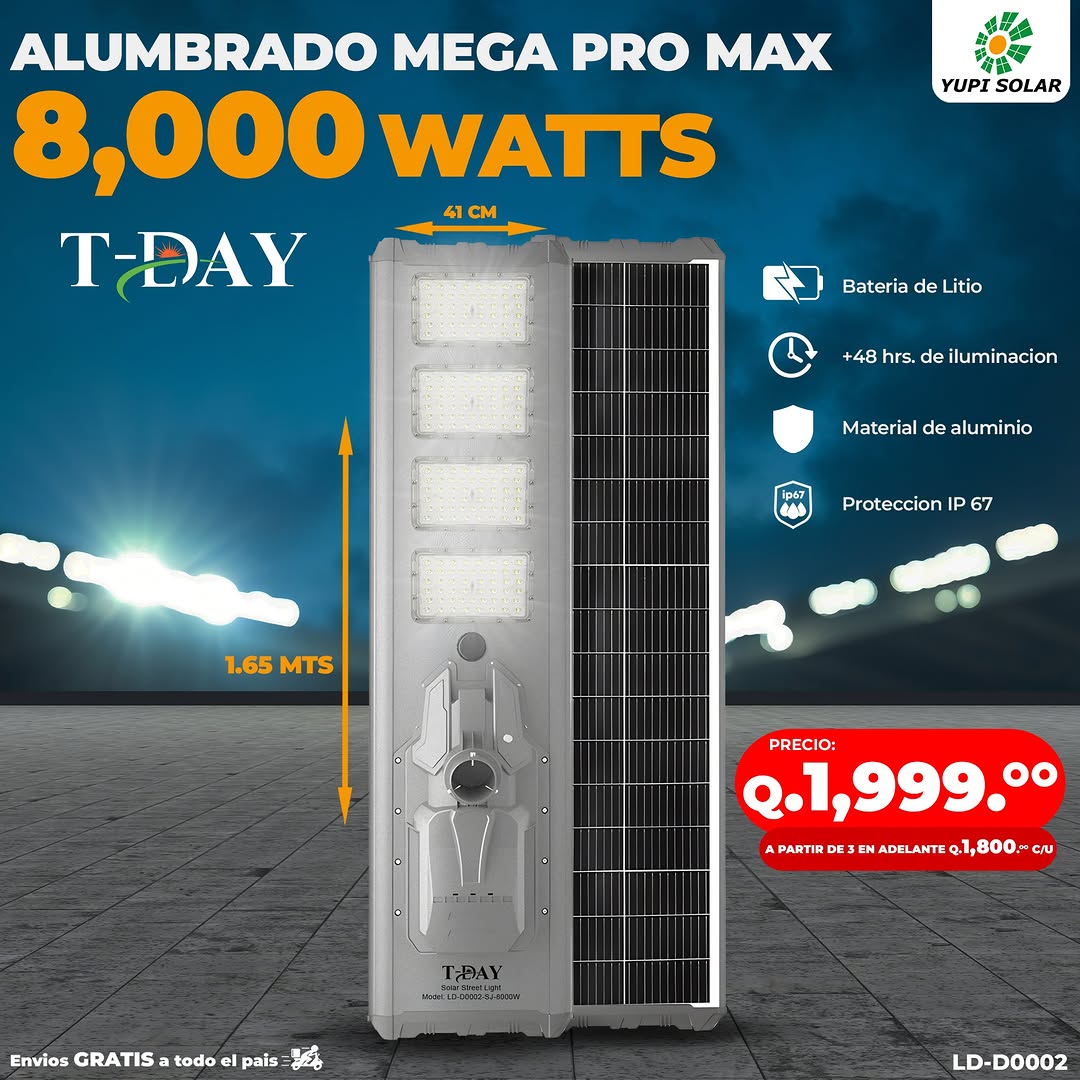 ALUMBRADO MEGA PRO MAX
8,000 WATTS
YUPI SOLAR
T-DAY
41 CM
1.65 MTS
Bateria de Litio
+48 hrs. de iluminacion
Material de aluminio
ip67
Proteccion IP 67
PRECIO:
Q.1,999.⁰⁰
A PARTIR DE 3 EN ADELANTE Q.1,800.⁰⁰ C/U
T-DAY
Solar Street Light
Model: LD-D0002-SJ-8000W
Envios GRATIS a todo el pais
LD-D0002